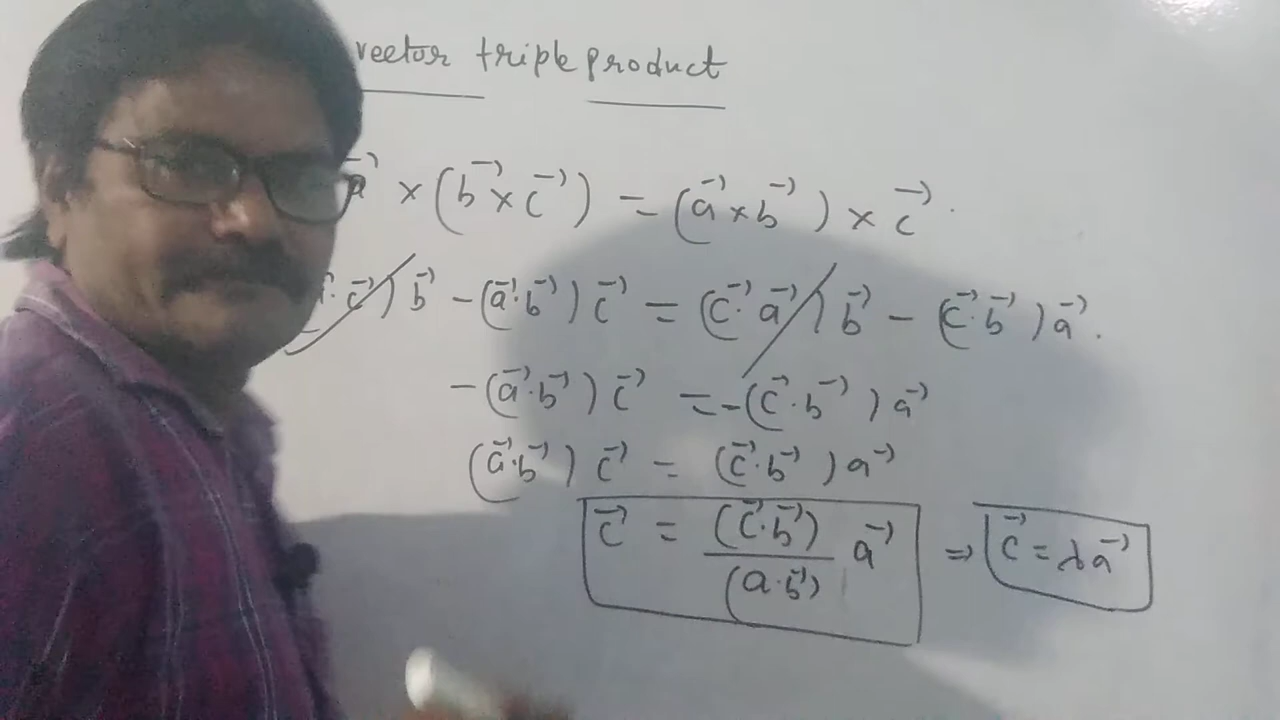 vector triple product
a⃗ × (b⃗ × c⃗) = (a⃗ × b⃗) × c⃗.
· c⃗) b⃗ − (a⃗·b⃗) c⃗ = (c⃗·a⃗) b⃗ − (c⃗·b⃗) a⃗.
−(a⃗·b⃗) c⃗ = −(c⃗·b⃗) a⃗
(a⃗·b⃗) c⃗ = (c⃗·b⃗) a⃗
c⃗ = (c⃗·b⃗)/(a·b⃗) a⃗ ⇒ c⃗ = λa⃗